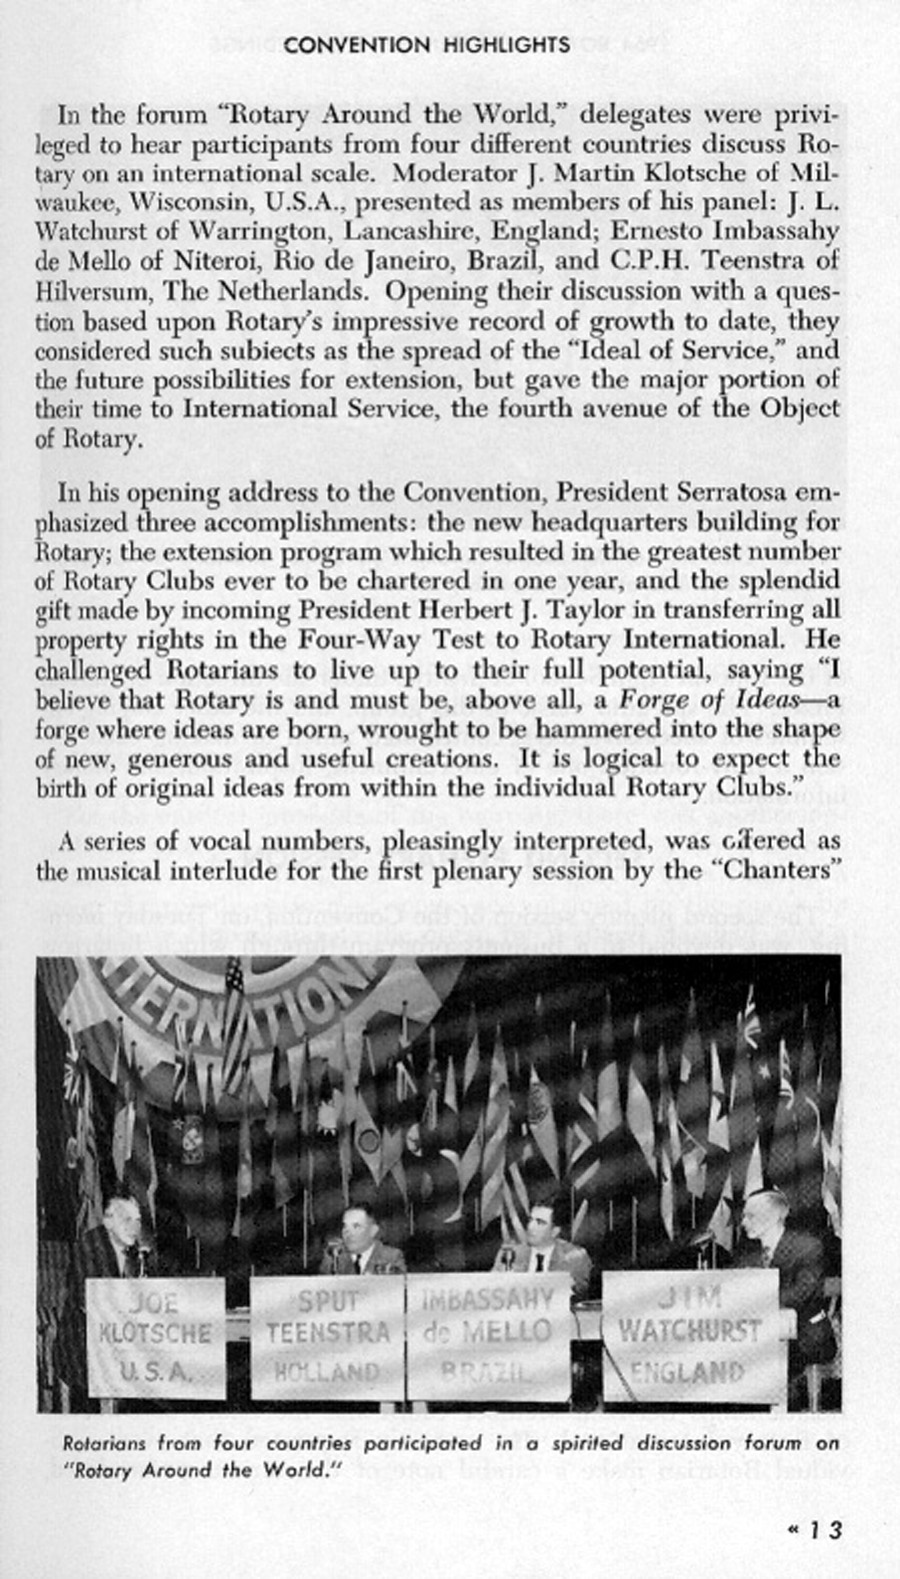 CONVENTION HIGHLIGHTS
In the forum “Rotary Around the World,” delegates were privi-
leged to hear participants from four different countries discuss Ro-
tary on an international scale. Moderator J. Martin Klotsche of Mil-
waukee, Wisconsin, U.S.A., presented as members of his panel: J. L.
Watchurst of Warrington, Lancashire, England; Ernesto Imbassahy
de Mello of Niteroi, Rio de Janeiro, Brazil, and C.P.H. Teenstra of
Hilversum, The Netherlands. Opening their discussion with a ques-
tion based upon Rotary’s impressive record of growth to date, they
considered such subjects as the spread of the “Ideal of Service,” and
the future possibilities for extension, but gave the major portion of
their time to International Service, the fourth avenue of the Object
of Rotary.
In his opening address to the Convention, President Serratosa em-
phasized three accomplishments: the new headquarters building for
Rotary; the extension program which resulted in the greatest number
of Rotary Clubs ever to be chartered in one year, and the splendid
gift made by incoming President Herbert J. Taylor in transferring all
property rights in the Four-Way Test to Rotary International. He
challenged Rotarians to live up to their full potential, saying “I
believe that Rotary is and must be, above all, a Forge of Ideas—a
forge where ideas are born, wrought to be hammered into the shape
of new, generous and useful creations. It is logical to expect the
birth of original ideas from within the individual Rotary Clubs.”
A series of vocal numbers, pleasingly interpreted, was offered as
the musical interlude for the first plenary session by the “Chanters”
TERNATIONA
JOE
KLOTSCHE
U.S.A.
SPUT
TEENSTRA
HOLLAND
IMBASSAHY
de MELLO
BRAZIL
JIM
WATCHURST
ENGLAND
Rotarians from four countries participated in a spirited discussion forum on
“Rotary Around the World.”
« 13